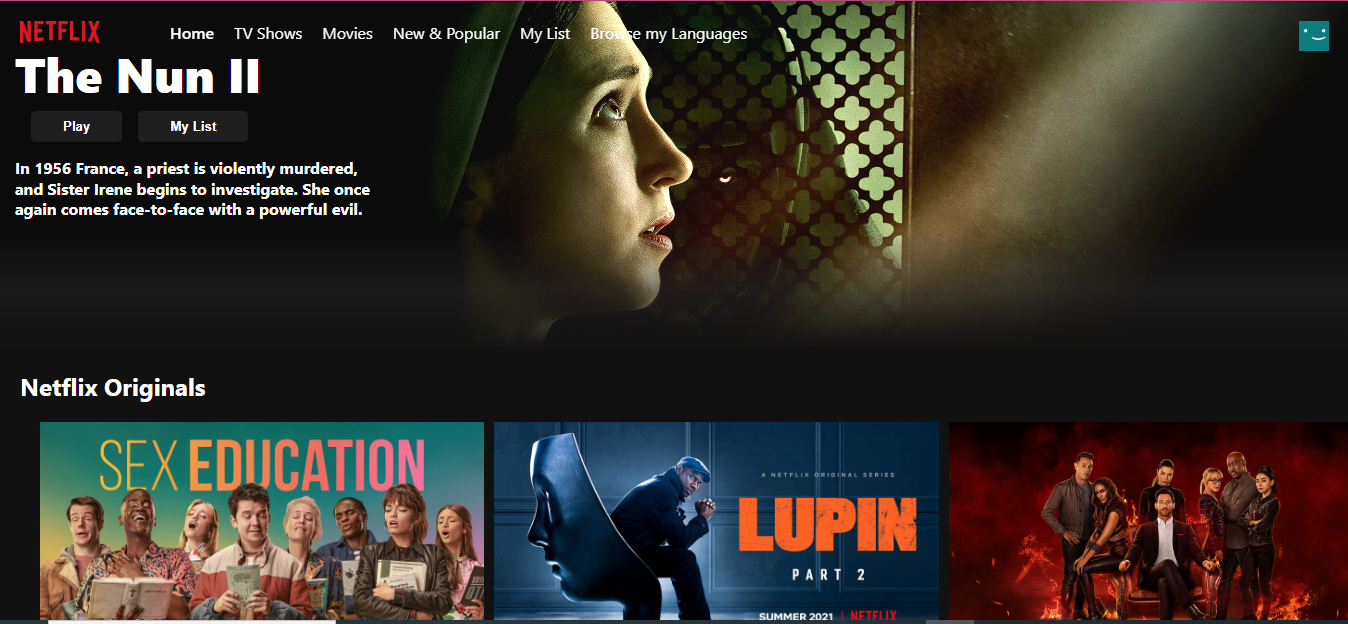 NETFLIX
Home TV Shows Movies New & Popular My List Browse my Languages
The Nun II
Play My List
In 1956 France, a priest is violently murdered,
and Sister Irene begins to investigate. She once
again comes face-to-face with a powerful evil.
Netflix Originals
SEX EDUCATION
A NETFLIX ORIGINAL SERIES
LUPIN
PART 2
SUMMER 2021 | NETFLIX